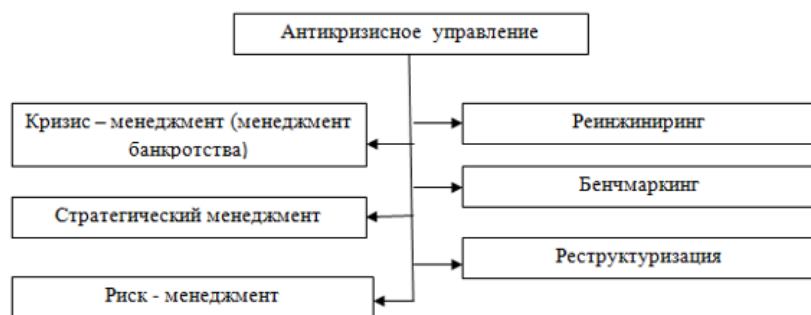 Антикризисное управление
Кризис – менеджмент (менеджмент
банкротства)
Стратегический менеджмент
Риск - менеджмент
Реинжиниринг
Бенчмаркинг
Реструктуризация